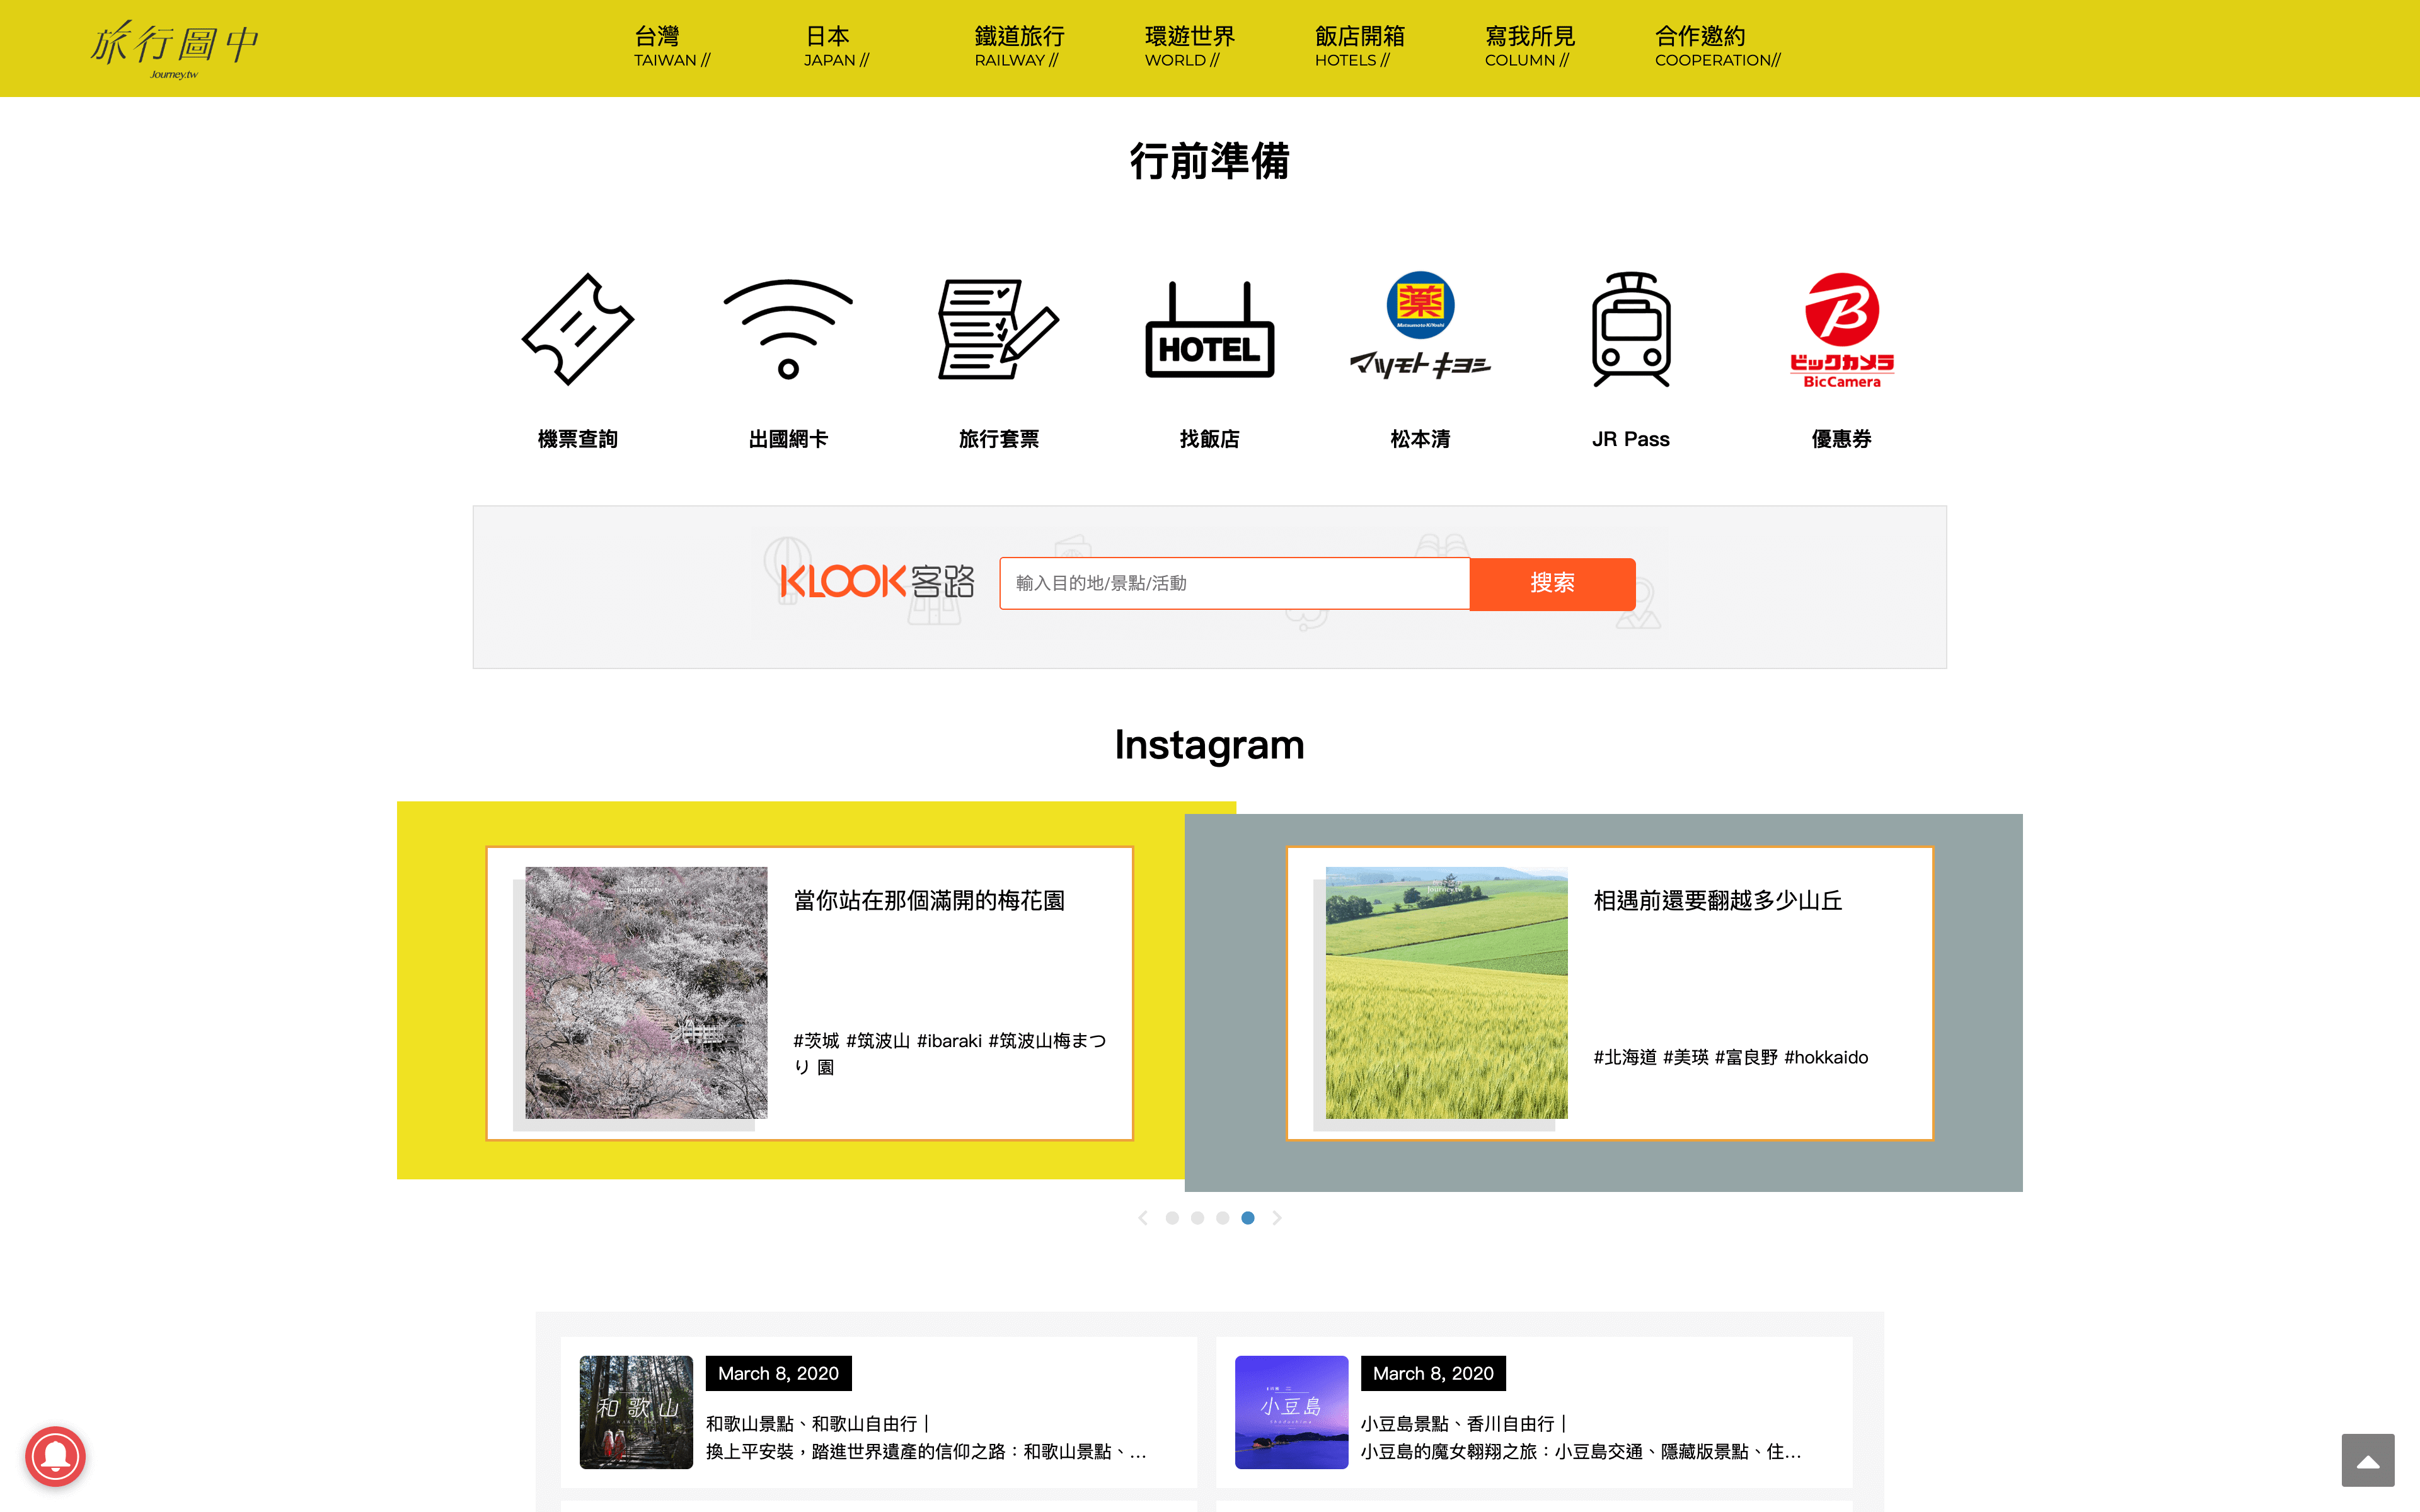 旅行圖中
Journey.tw
台灣
TAIWAN //
日本
JAPAN //
鐵道旅行
RAILWAY //
環遊世界
WORLD //
飯店開箱
HOTELS //
寫我所見
COLUMN //
合作邀約
COOPERATION//
行前準備
HOTEL
薬
Matsumoto KiYoshi
マツモトキヨシ
B
ビックカメラ
BicCamera
機票查詢
出國網卡
旅行套票
找飯店
松本清
JR Pass
優惠券
KLOOK客路
輸入目的地/景點/活動
搜索
Instagram
Journey.tw
當你站在那個滿開的梅花園
#茨城 #筑波山 #ibaraki #筑波山梅まつ
り 園
Journey.tw
相遇前還要翻越多少山丘
#北海道 #美瑛 #富良野 #hokkaido
和歌山
March 8, 2020
和歌山景點、和歌山自由行｜
換上平安裝，踏進世界遺產的信仰之路：和歌山景點、...
小豆島
Shodoshima
March 8, 2020
小豆島景點、香川自由行｜
小豆島的魔女翱翔之旅：小豆島交通、隱藏版景點、住...